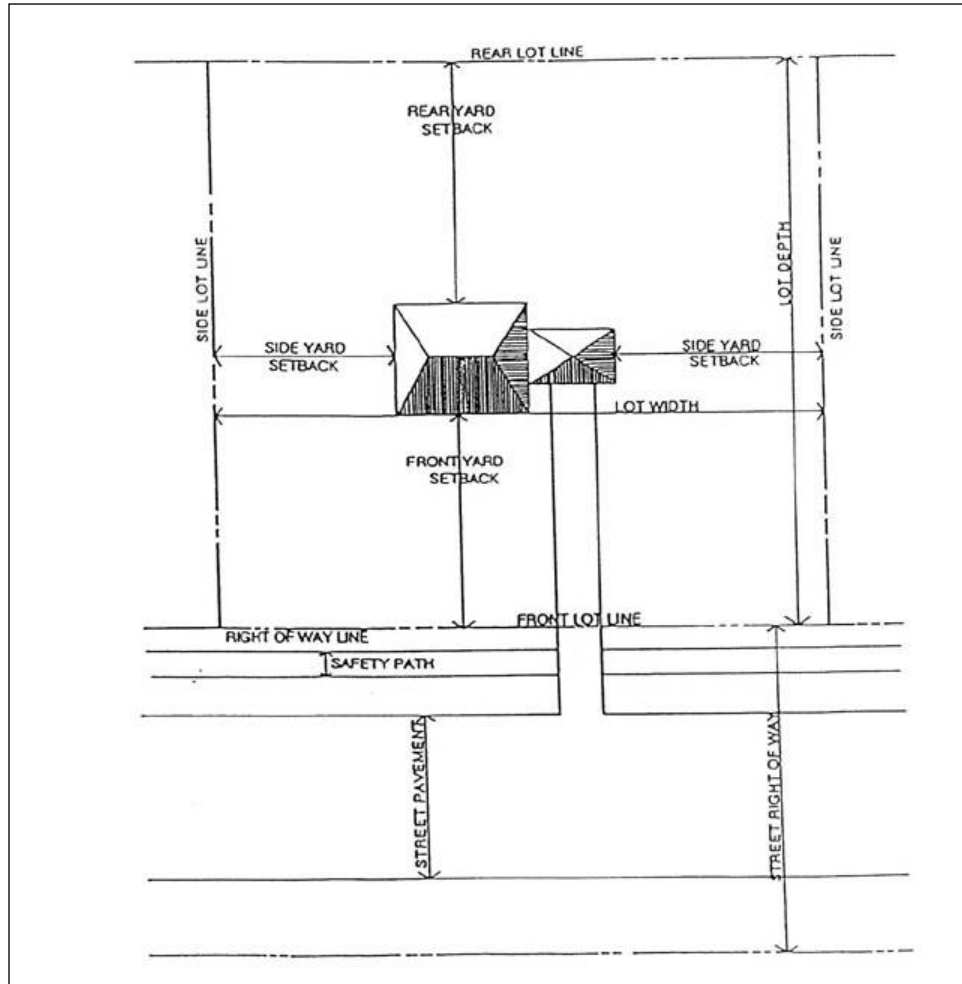 REAR LOT LINE
REAR YARD
SETBACK
SIDE LOT LINE
LOT DEPTH
SIDE LOT LINE
SIDE YARD
SETBACK
SIDE YARD
SETBACK
LOT WIDTH
FRONT YARD
SETBACK
FRONT LOT LINE
RIGHT OF WAY LINE
SAFETY PATH
STREET PAVEMENT
STREET RIGHT OF WAY